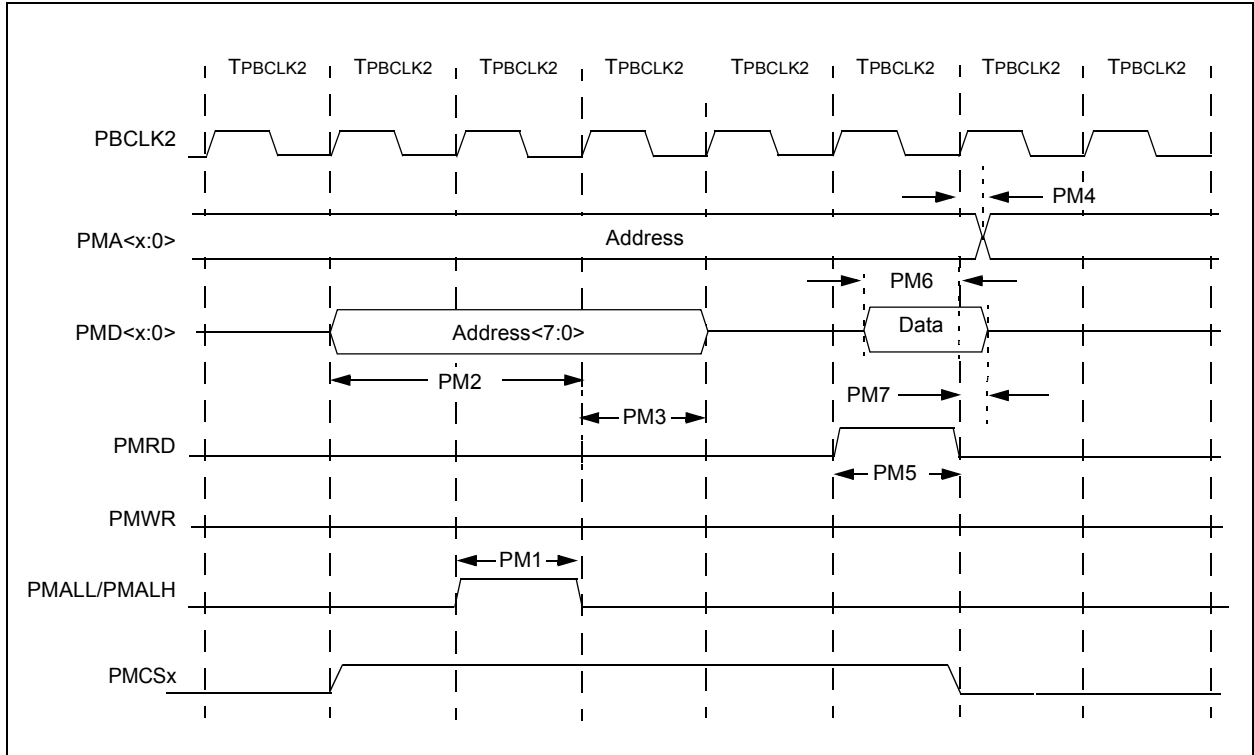 TPBCLK2 TPBCLK2 TPBCLK2 TPBCLK2 TPBCLK2 TPBCLK2 TPBCLK2 TPBCLK2
PBCLK2
PM4
PMA<x:0>
Address
PM6
PMD<x:0>
Address<7:0>
Data
PM2
PM7
PM3
PMRD
PM5
PMWR
PM1
PMALL/PMALH
PMCSx